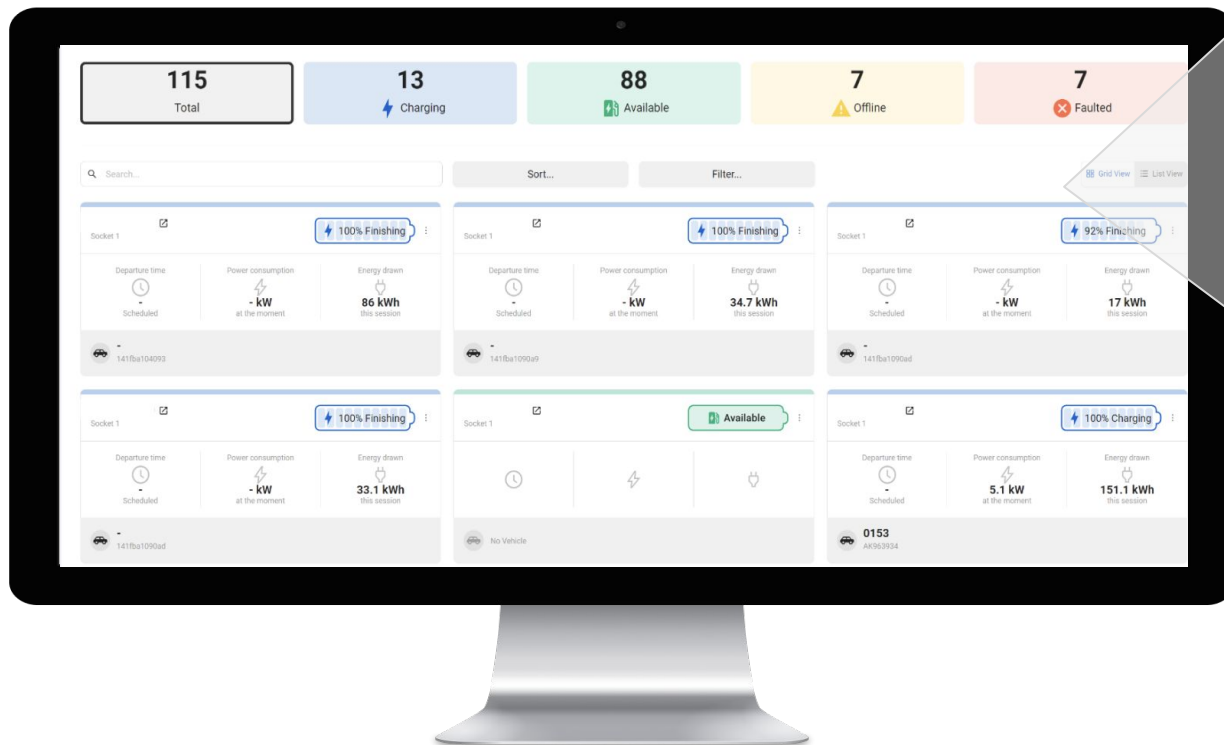 115
Total
13
Charging
88
Available
7
Offline
7
Faulted
Search...
Sort...
Filter...
Grid View
List View
Socket 1
100% Finishing
Departure time
-
Scheduled
Power consumption
- kW
at the moment
Energy drawn
86 kWh
this session
-
141fba104093
Socket 1
100% Finishing
Departure time
-
Scheduled
Power consumption
- kW
at the moment
Energy drawn
34.7 kWh
this session
-
141fba1090a9
Socket 1
92% Finishing
Departure time
-
Scheduled
Power consumption
- kW
at the moment
Energy drawn
17 kWh
this session
-
141fba1090ad
Socket 1
100% Finishing
Departure time
-
Scheduled
Power consumption
- kW
at the moment
Energy drawn
33.1 kWh
this session
-
141fba1090ad
Socket 1
Available
No Vehicle
Socket 1
100% Charging
Departure time
-
Scheduled
Power consumption
5.1 kW
at the moment
Energy drawn
151.1 kWh
this session
0153
AK963934